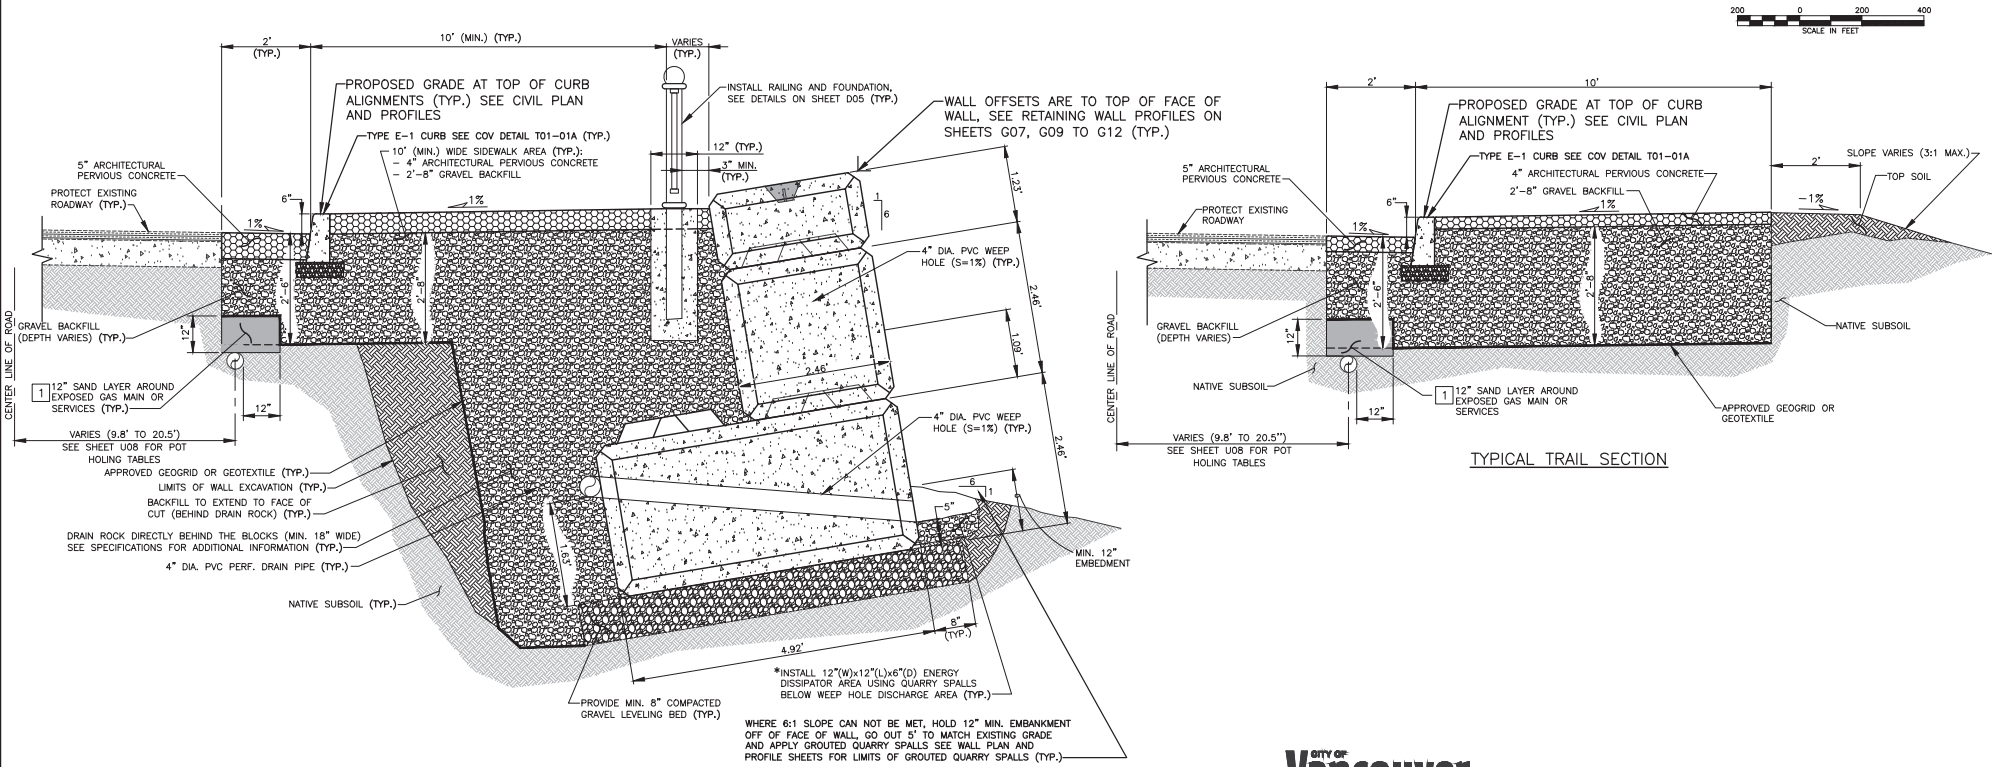 200 0 200 400
SCALE IN FEET
2'
(TYP.)
10' (MIN.) (TYP.)
VARIES
(TYP.)
PROPOSED GRADE AT TOP OF CURB
ALIGNMENTS (TYP.) SEE CIVIL PLAN
AND PROFILES
TYPE E-1 CURB SEE COV DETAIL T01-01A (TYP.)
10' (MIN.) WIDE SIDEWALK AREA (TYP.):
- 4" ARCHITECTURAL PERVIOUS CONCRETE
- 2'-8" GRAVEL BACKFILL
INSTALL RAILING AND FOUNDATION,
SEE DETAILS ON SHEET D05 (TYP.)
WALL OFFSETS ARE TO TOP OF FACE OF
WALL, SEE RETAINING WALL PROFILES ON
SHEETS G07, G09 TO G12 (TYP.)
12" (TYP.)
3" MIN.
(TYP.)
5" ARCHITECTURAL
PERVIOUS CONCRETE
PROTECT EXISTING
ROADWAY (TYP.)
6"
1%
1%
1
6
1.23'
4" DIA. PVC WEEP
HOLE (S=1%) (TYP.)
2.46'
1.09'
2'-6"
2'-8"
2.46'
GRAVEL BACKFILL
(DEPTH VARIES) (TYP.)
12"
CENTER LINE OF ROAD
1
12" SAND LAYER AROUND
EXPOSED GAS MAIN OR
SERVICES (TYP.)
12"
VARIES (9.8' TO 20.5')
SEE SHEET U08 FOR POT
HOLING TABLES
4" DIA. PVC WEEP
HOLE (S=1%) (TYP.)
2.46'
APPROVED GEOGRID OR GEOTEXTILE (TYP.)
LIMITS OF WALL EXCAVATION (TYP.)
BACKFILL TO EXTEND TO FACE OF
CUT (BEHIND DRAIN ROCK) (TYP.)
DRAIN ROCK DIRECTLY BEHIND THE BLOCKS (MIN. 18" WIDE)
SEE SPECIFICATIONS FOR ADDITIONAL INFORMATION (TYP.)
4" DIA. PVC PERF. DRAIN PIPE (TYP.)
NATIVE SUBSOIL (TYP.)
6
1
5"
1.63'
MIN. 12"
EMBEDMENT
8"
(TYP.)
4.92'
PROVIDE MIN. 8" COMPACTED
GRAVEL LEVELING BED (TYP.)
*INSTALL 12"(W)x12"(L)x6"(D) ENERGY
DISSIPATOR AREA USING QUARRY SPALLS
BELOW WEEP HOLE DISCHARGE AREA (TYP.)
WHERE 6:1 SLOPE CAN NOT BE MET, HOLD 12" MIN. EMBANKMENT
OFF OF FACE OF WALL, GO OUT 5' TO MATCH EXISTING GRADE
AND APPLY GROUTED QUARRY SPALLS SEE WALL PLAN AND
PROFILE SHEETS FOR LIMITS OF GROUTED QUARRY SPALLS (TYP.)
2'
10'
PROPOSED GRADE AT TOP OF CURB
ALIGNMENT (TYP.) SEE CIVIL PLAN
AND PROFILES
TYPE E-1 CURB SEE COV DETAIL T01-01A
5" ARCHITECTURAL
PERVIOUS CONCRETE
4" ARCHITECTURAL PERVIOUS CONCRETE
2'-8" GRAVEL BACKFILL
2'
SLOPE VARIES (3:1 MAX.)
TOP SOIL
PROTECT EXISTING
ROADWAY
6"
1%
1%
-1%
2'-6"
2'-8"
GRAVEL BACKFILL
(DEPTH VARIES)
12"
NATIVE SUBSOIL
CENTER LINE OF ROAD
NATIVE SUBSOIL
1
12" SAND LAYER AROUND
EXPOSED GAS MAIN OR
SERVICES
12"
APPROVED GEOGRID OR
GEOTEXTILE
VARIES (9.8' TO 20.5")
SEE SHEET U08 FOR POT
HOLING TABLES
TYPICAL TRAIL SECTION
CITY OF
Vancouver